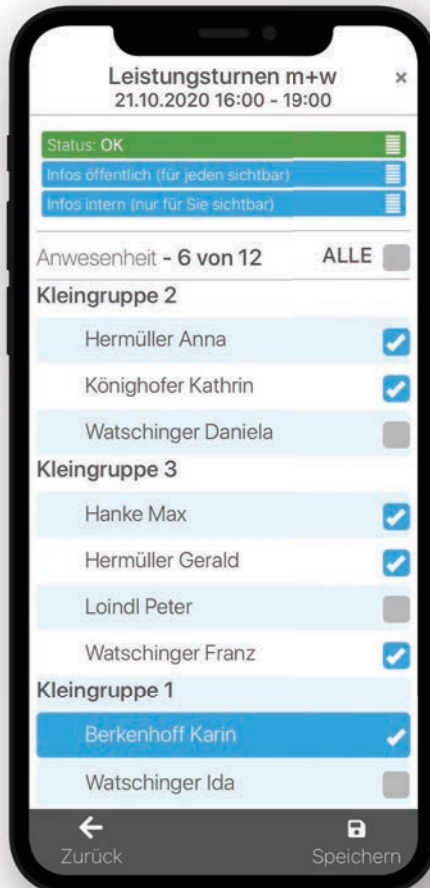 Leistungsturnen m+w ×
21.10.2020 16:00 - 19:00
Status: OK
Infos öffentlich (für jeden sichtbar)
Infos intern (nur für Sie sichtbar)
Anwesenheit - 6 von 12 ALLE
Kleingruppe 2
Hermüller Anna
Könighofer Kathrin
Watschinger Daniela
Kleingruppe 3
Hanke Max
Hermüller Gerald
Loindl Peter
Watschinger Franz
Kleingruppe 1
Berkenhoff Karin
Watschinger Ida
Zurück Speichern